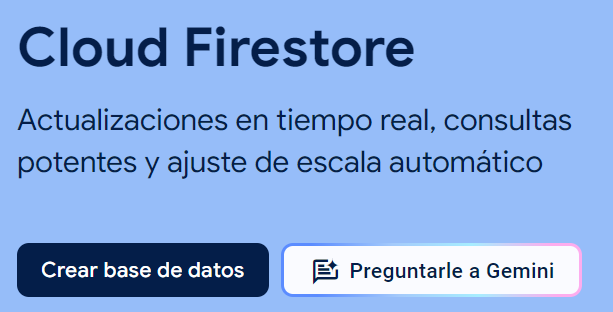 Cloud Firestore
Actualizaciones en tiempo real, consultas
potentes y ajuste de escala automático
Crear base de datos
Preguntarle a Gemini